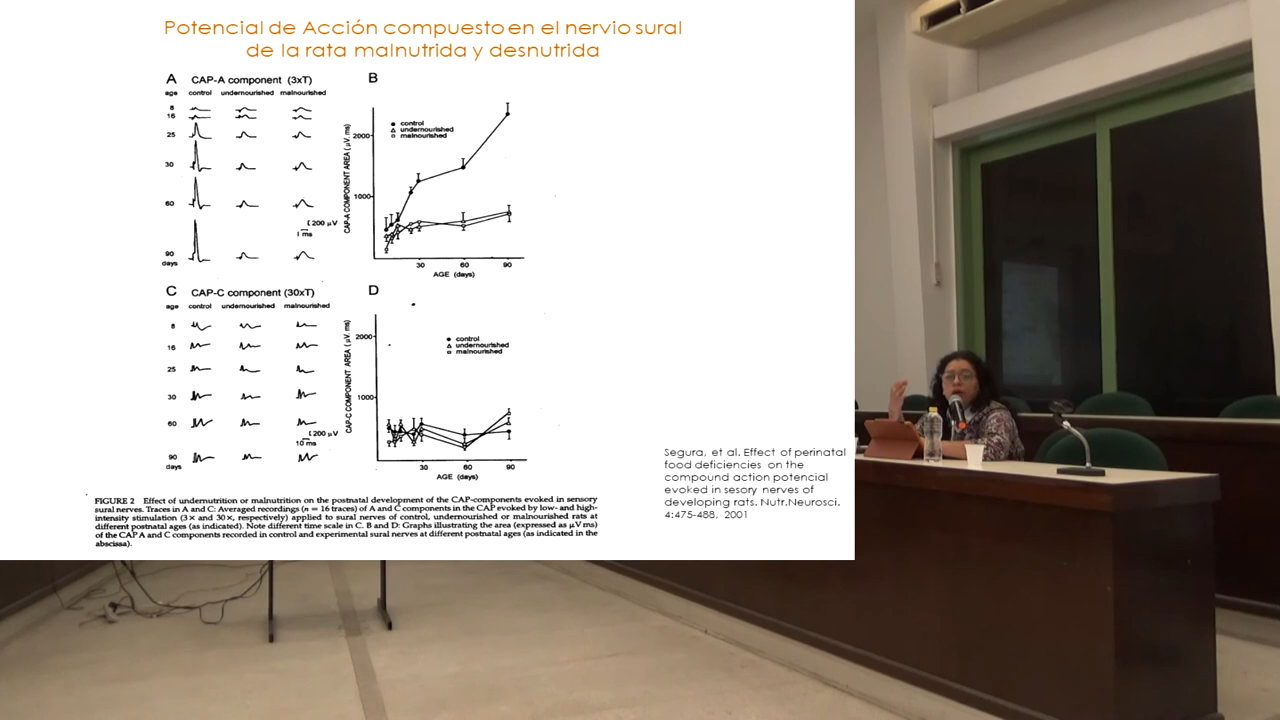 Potencial de Acción compuesto en el nervio sural
de la rata malnutrida y desnutrida
A CAP-A component (3xT)
age control undernourished malnourished
8
16
25
30
60
200 μV
1 ms
90
days
B
CAP-A COMPONENT AREA (μV.ms)
2000
1000
control
undernourished
malnourished
30 60 90
AGE (days)
C CAP-C component (30xT)
age control undernourished malnourished
8
16
25
30
60
200 μV
10 ms
90
days
D
CAP-C COMPONENT AREA (μV.ms)
2000
1000
control
undernourished
malnourished
30 60 90
AGE (days)
FIGURE 2 Effect of undernutrition or malnutrition on the postnatal development of the CAP-components evoked in sensory
sural nerves. Traces in A and C: Averaged recordings (n = 16 traces) of A and C components in the CAP evoked by low- and high-
intensity stimulation (3× and 30×, respectively) applied to sural nerves of control, undernourished or malnourished rats at
different postnatal ages (as indicated). Note different time scale in C. B and D: Graphs illustrating the area (expressed as μV ms)
of the CAP A and C components recorded in control and experimental sural nerves at different postnatal ages (as indicated in the
abscissa).
Segura, et al. Effect of perinatal
food deficiencies on the
compound action potencial
evoked in sesory nerves of
developing rats. Nutr.Neurosci.
4:475-488, 2001